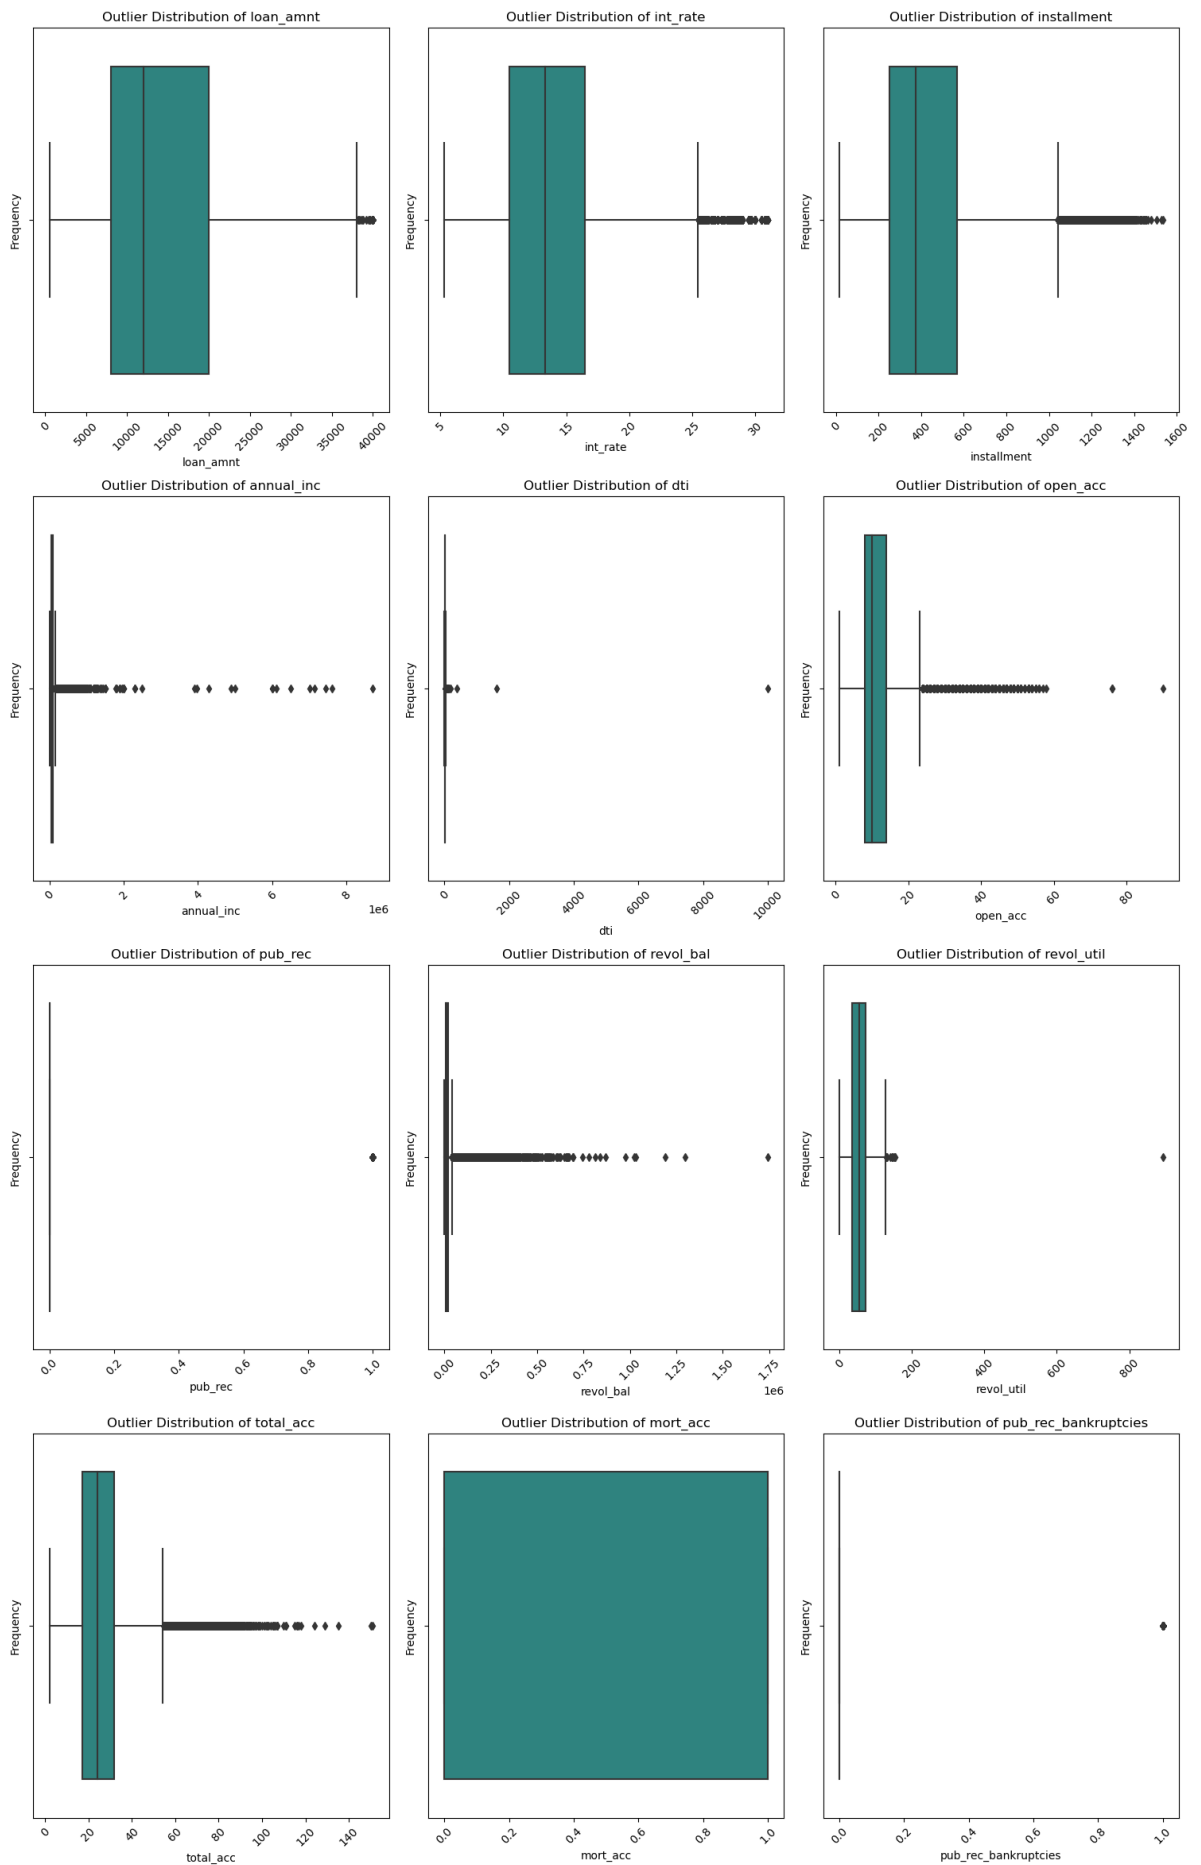 Outlier Distribution of loan_amnt
Frequency
0 5000 10000 15000 20000 25000 30000 35000 40000
loan_amnt
Outlier Distribution of int_rate
Frequency
5 10 15 20 25 30
int_rate
Outlier Distribution of installment
Frequency
0 200 400 600 800 1000 1200 1400 1600
installment
Outlier Distribution of annual_inc
Frequency
0 2 4 6 8
annual_inc
1e6
Outlier Distribution of dti
Frequency
0 2000 4000 6000 8000 10000
dti
Outlier Distribution of open_acc
Frequency
0 20 40 60 80
open_acc
Outlier Distribution of pub_rec
Frequency
0.0 0.2 0.4 0.6 0.8 1.0
pub_rec
Outlier Distribution of revol_bal
Frequency
0.00 0.25 0.50 0.75 1.00 1.25 1.50 1.75
revol_bal
1e6
Outlier Distribution of revol_util
Frequency
0 200 400 600 800
revol_util
Outlier Distribution of total_acc
Frequency
0 20 40 60 80 100 120 140
total_acc
Outlier Distribution of mort_acc
Frequency
0.0 0.2 0.4 0.6 0.8 1.0
mort_acc
Outlier Distribution of pub_rec_bankruptcies
Frequency
0.0 0.2 0.4 0.6 0.8 1.0
pub_rec_bankruptcies